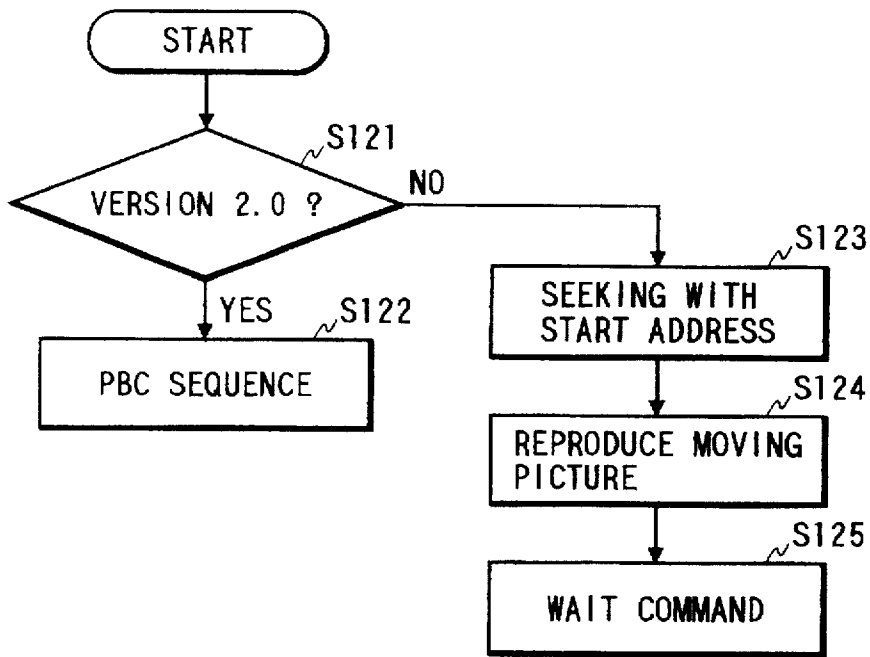 START
S121
VERSION 2.0 ?
NO
YES
S122
PBC SEQUENCE
S123
SEEKING WITH
START ADDRESS
S124
REPRODUCE MOVING
PICTURE
S125
WAIT COMMAND